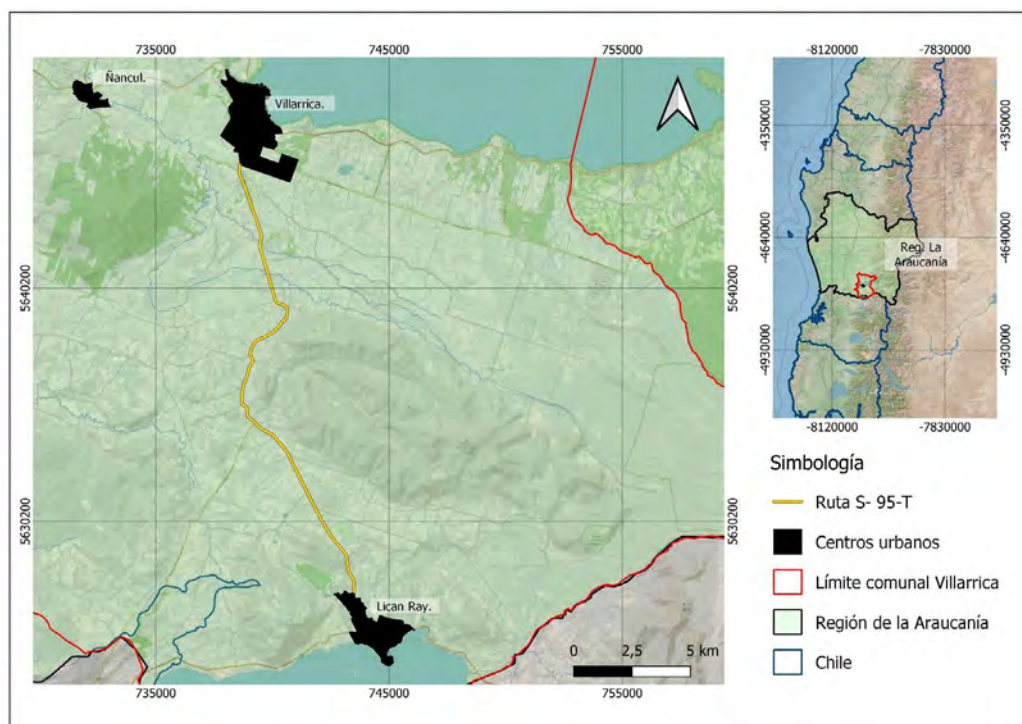 735000 745000 755000
Ñancul.
Villarrica.
5640200
5640200
5630200
5630200
Lican Ray.
0 2,5 5 km
735000 745000 755000
-8120000 -7830000
-4350000
-4350000
-4640000
-4640000
Reg. La
Araucanía
-4930000
-4930000
-8120000 -7830000
Simbología
Ruta S- 95-T
Centros urbanos
Límite comunal Villarrica
Región de la Araucanía
Chile